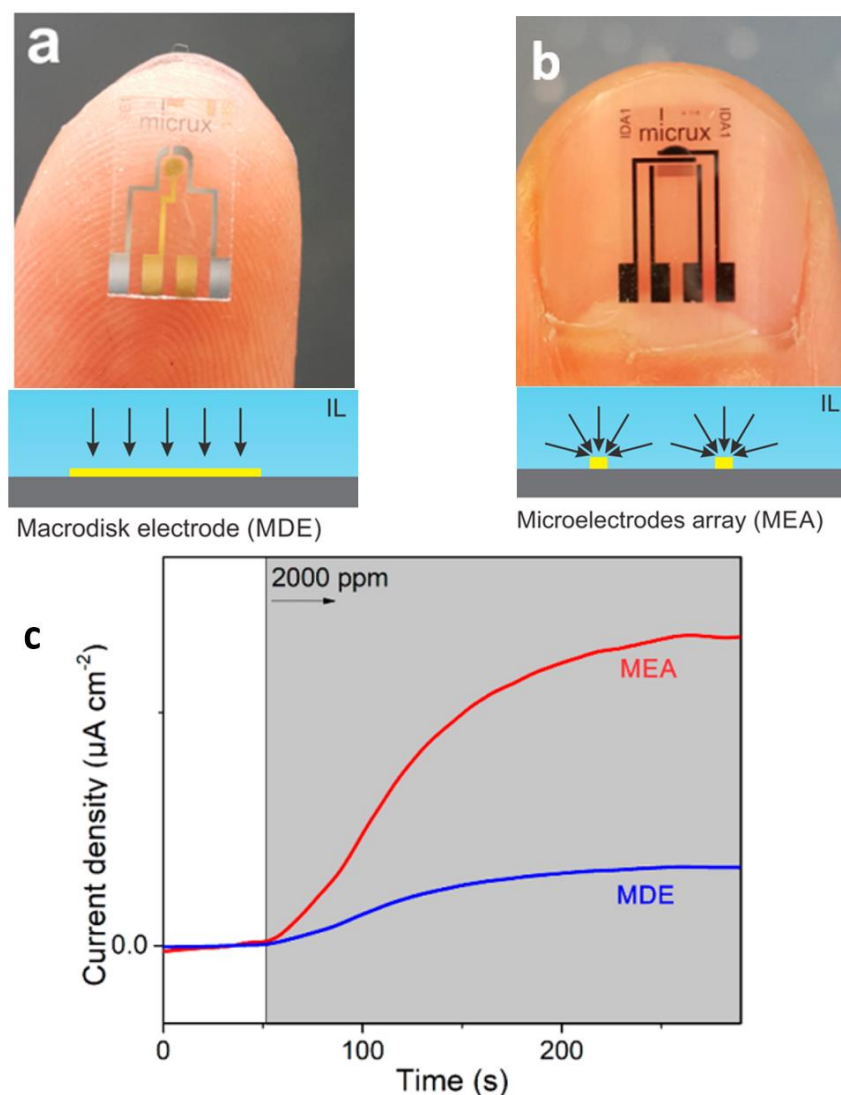 a
micrux
IL
Macrodisk electrode (MDE)
b
IDA1
micrux
IDA1
IL
Microelectrodes array (MEA)
c
2000 ppm
MEA
MDE
Current density (µA cm⁻²)
0.0
0
100
200
Time (s)